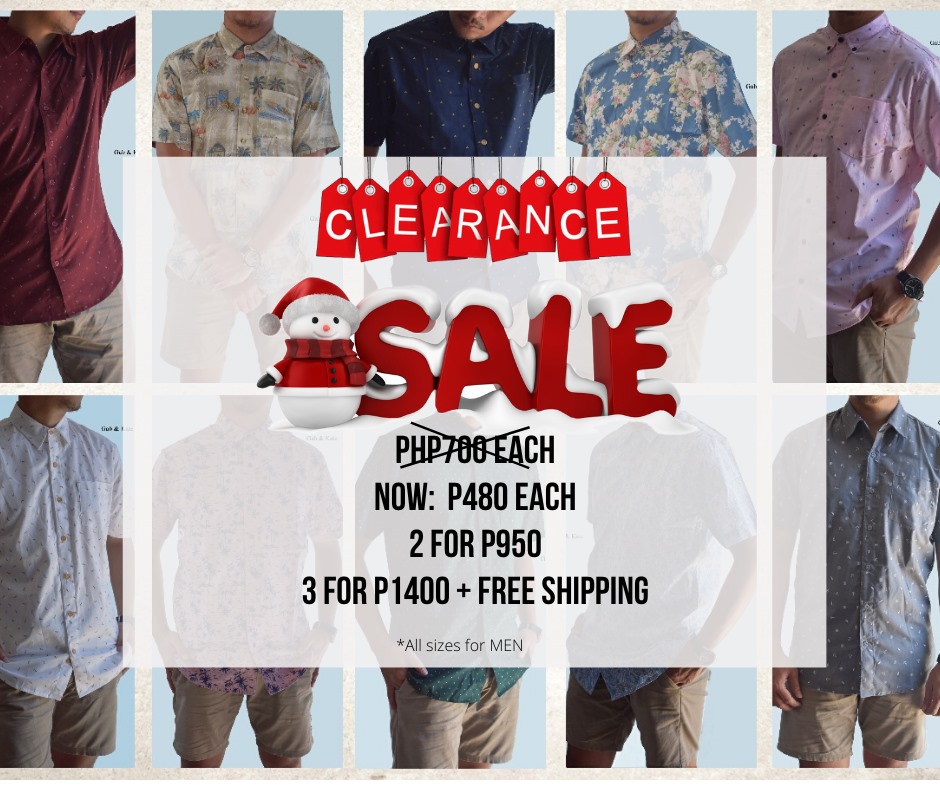 CLEARANCE
SALE
PHP700 EACH
NOW: P480 EACH
2 FOR P950
3 FOR P1400 + FREE SHIPPING
*All sizes for MEN